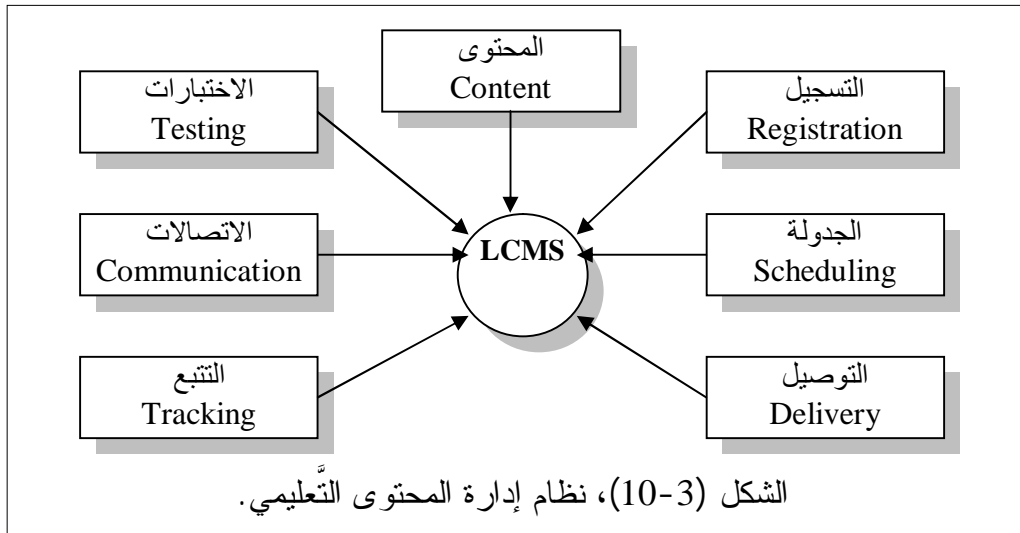 المحتوى
Content
التسجيل
Registration
الاختبارات
Testing
الجدولة
Scheduling
LCMS
الاتصالات
Communication
التوصيل
Delivery
التتبع
Tracking
الشكل (3-10)، نظام إدارة المحتوى التَّعليمي.